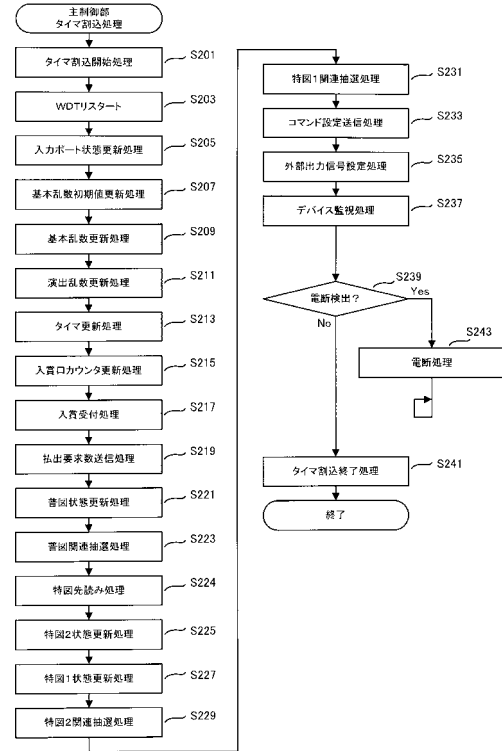 主制御部
タイマ割込処理
タイマ割込開始処理
S201
WDTリスタート
S203
入力ポート状態更新処理
S205
基本乱数初期値更新処理
S207
基本乱数更新処理
S209
演出乱数更新処理
S211
タイマ更新処理
S213
入賞口カウンタ更新処理
S215
入賞受付処理
S217
払出要求数送信処理
S219
普図状態更新処理
S221
普図関連抽選処理
S223
特図先読み処理
S224
特図2状態更新処理
S225
特図1状態更新処理
S227
特図2関連抽選処理
S229
特図1関連抽選処理
S231
コマンド設定送信処理
S233
外部出力信号設定処理
S235
デバイス監視処理
S237
電断検出?
S239
Yes
No
電断処理
S243
タイマ割込終了処理
S241
終了